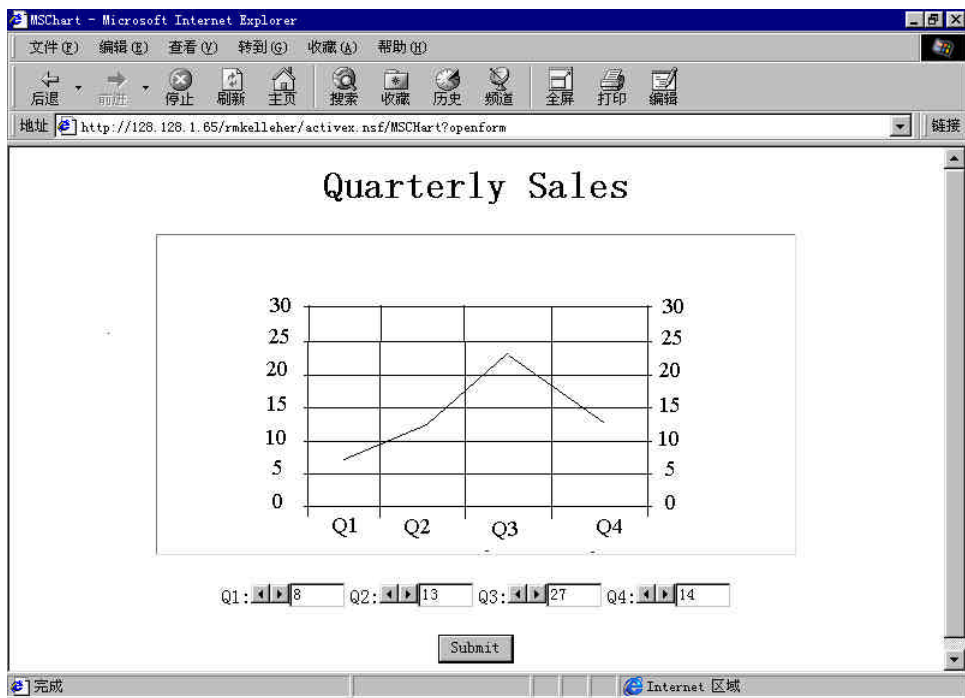 MSChart - Microsoft Internet Explorer
文件(F) 编辑(E) 查看(V) 转到(G) 收藏(A) 帮助(H)
后退 前进 停止 刷新 主页 搜索 收藏 历史 频道 全屏 打印 编辑
地址 http://128.128.1.65/rmkelleher/activex.nsf/MSCHart?openform 链接
Quarterly Sales
30 30
25 25
20 20
15 15
10 10
5 5
0 0
Q1 Q2 Q3 Q4
Q1: 8 Q2: 13 Q3: 27 Q4: 14
Submit
完成 Internet 区域